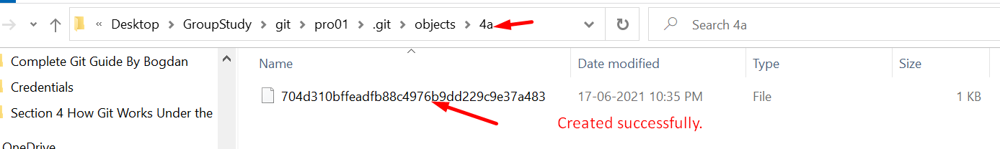 « Desktop > GroupStudy > git > pro01 > .git > objects > 4a
Search 4a
Complete Git Guide By Bogdan
Credentials
Section 4 How Git Works Under the
OneDrive
Name Date modified Type Size
704d310bffeadfb88c4976b9dd229c9e37a483 17-06-2021 10:35 PM File 1 KB
Created successfully.